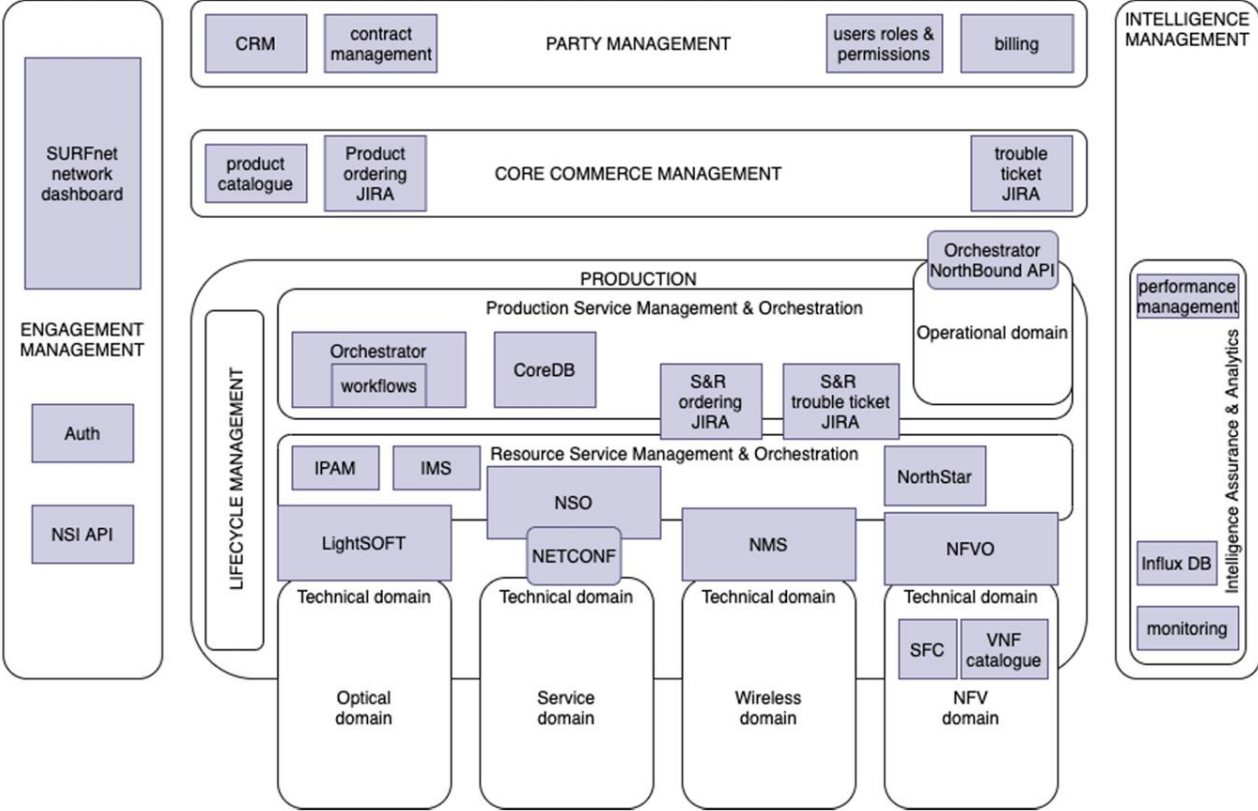 CRM
contract
management
PARTY MANAGEMENT
users roles &
permissions
billing
INTELLIGENCE
MANAGEMENT
SURFnet
network
dashboard
product
catalogue
Product
ordering
JIRA
CORE COMMERCE MANAGEMENT
trouble
ticket
JIRA
ENGAGEMENT
MANAGEMENT
Auth
NSI API
PRODUCTION
Orchestrator
NorthBound API
Operational domain
Production Service Management & Orchestration
Orchestrator
workflows
CoreDB
S&R
ordering
JIRA
S&R
trouble ticket
JIRA
LIFECYCLE MANAGEMENT
Resource Service Management & Orchestration
IPAM
IMS
NSO
NorthStar
LightSOFT
NETCONF
NMS
NFVO
Technical domain
Optical
domain
Technical domain
Service
domain
Technical domain
Wireless
domain
Technical domain
SFC
VNF
catalogue
NFV
domain
performance
management
Intelligence Assurance & Analytics
Influx DB
monitoring